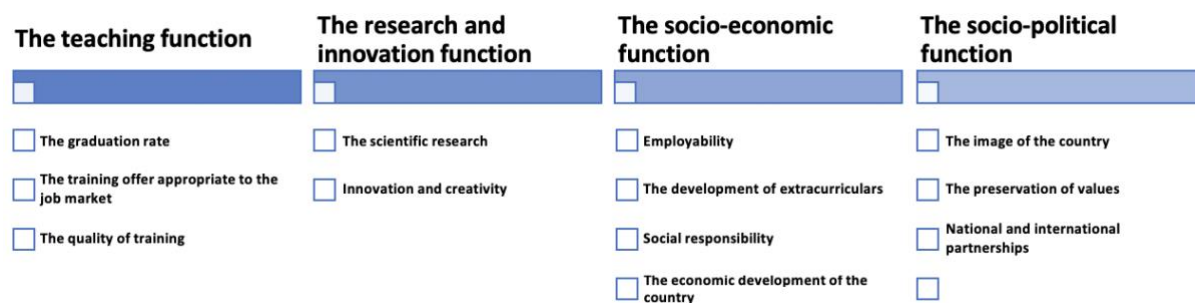 The teaching function
The graduation rate
The training offer appropriate to the
job market
The quality of training
The research and
innovation function
The scientific research
Innovation and creativity
The socio-economic
function
Employability
The development of extracurriculars
Social responsibility
The economic development of the
country
The socio-political
function
The image of the country
The preservation of values
National and international
partnerships